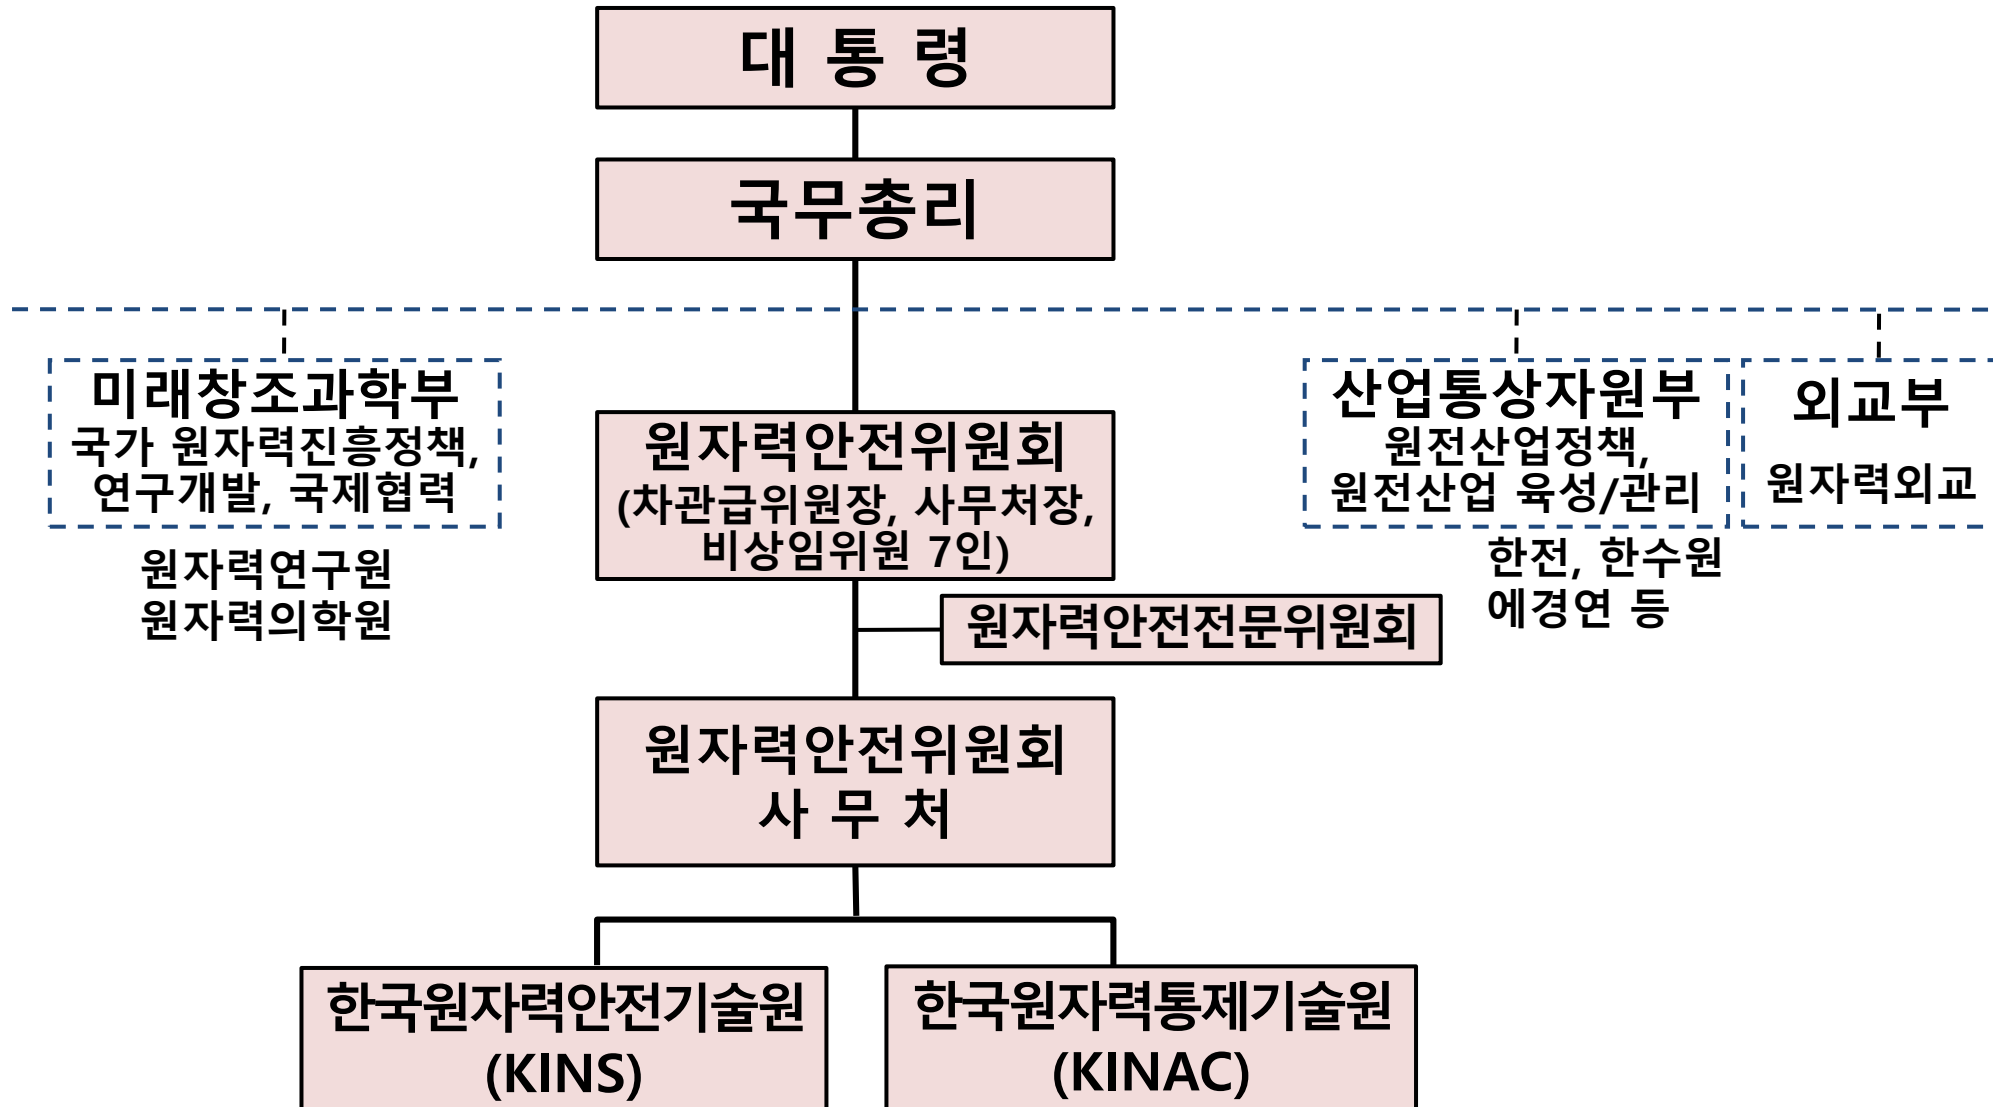 대 통 령
국무총리
미래창조과학부
국가 원자력진흥정책,
연구개발, 국제협력
원자력연구원
원자력의학원
원자력안전위원회
(차관급위원장, 사무처장,
비상임위원 7인)
산업통상자원부
원전산업정책,
원전산업 육성/관리
한전, 한수원
에경연 등
외교부
원자력외교
원자력안전전문위원회
원자력안전위원회
사 무 처
한국원자력안전기술원
(KINS)
한국원자력통제기술원
(KINAC)